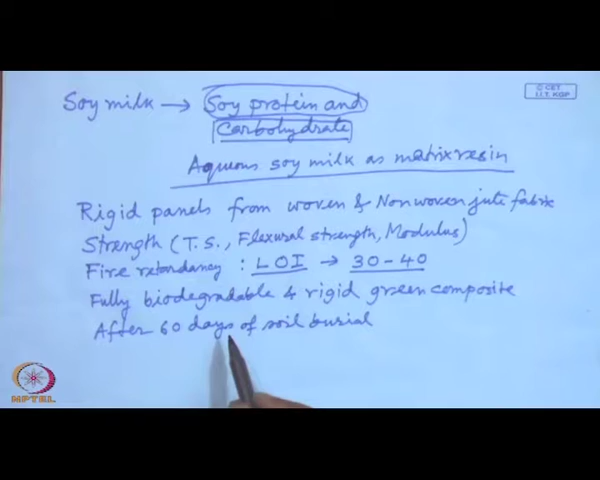 Soy milk → Soy protein and
Carbohydrate
© CET
I.I.T. KGP
Aqueous soy milk as matrix resin
Rigid panels from woven & Nonwoven jute fabric
Strength (T.S., Flexural strength, Modulus)
Fire retardancy : LOI → 30-40
Fully biodegradable & rigid green composite
After 60 days of soil burial
NPTEL